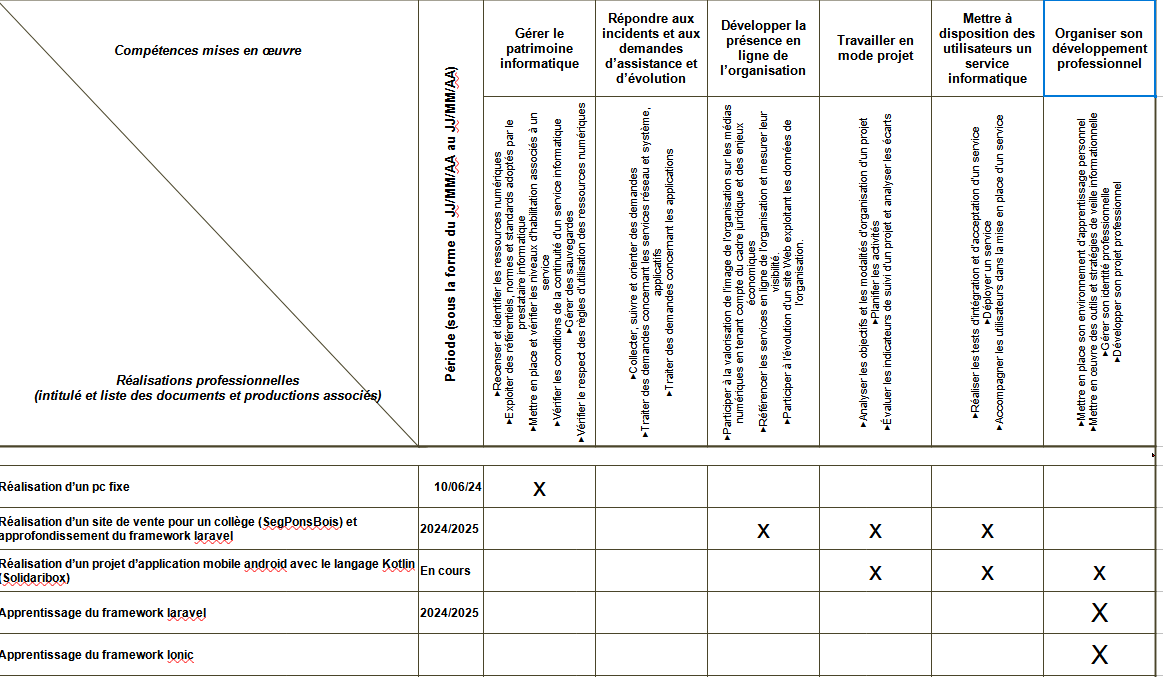 Compétences mises en œuvre
Réalisations professionnelles
(intitulé et liste des documents et productions associés)
Période (sous la forme du JJ/MM/AA au JJ/MM/AA)
Gérer le
patrimoine
informatique
Répondre aux
incidents et aux
demandes
d’assistance et
d’évolution
Développer la
présence en
ligne de
l’organisation
Travailler en
mode projet
Mettre à
disposition des
utilisateurs un
service
informatique
Organiser son
développement
professionnel
▸Recenser et identifier les ressources numériques
▸Exploiter des référentiels, normes et standards adoptés par le
prestataire informatique
▸Mettre en place et vérifier les niveaux d’habilitation associés à un
service
▸Vérifier les conditions de la continuité d’un service informatique
▸Gérer des sauvegardes
▸Vérifier le respect des règles d’utilisation des ressources numériques
▸Collecter, suivre et orienter des demandes
▸Traiter des demandes concernant les services réseau et système,
applicatifs
▸Traiter des demandes concernant les applications
▸Participer à la valorisation de l’image de l’organisation sur les médias
numériques en tenant compte du cadre juridique et des enjeux
économiques
▸Référencer les services en ligne de l’organisation et mesurer leur
visibilité.
▸Participer à l’évolution d’un site Web exploitant les données de
l’organisation.
▸Analyser les objectifs et les modalités d’organisation d’un projet
▸Planifier les activités
▸Évaluer les indicateurs de suivi d’un projet et analyser les écarts
▸Réaliser les tests d’intégration et d’acceptation d’un service
▸Déployer un service
▸Accompagner les utilisateurs dans la mise en place d’un service
▸Mettre en place son environnement d’apprentissage personnel
▸Mettre en œuvre des outils et stratégies de veille informationnelle
▸Gérer son identité professionnelle
▸Développer son projet professionnel
Réalisation d’un pc fixe 10/06/24 X
Réalisation d’un site de vente pour un collège (SegPonsBois) et
approfondissement du framework laravel 2024/2025 X X X
Réalisation d’un projet d’application mobile android avec le langage Kotlin
(Solidaribox) En cours X X X
Apprentissage du framework laravel 2024/2025 X
Apprentissage du framework Ionic X